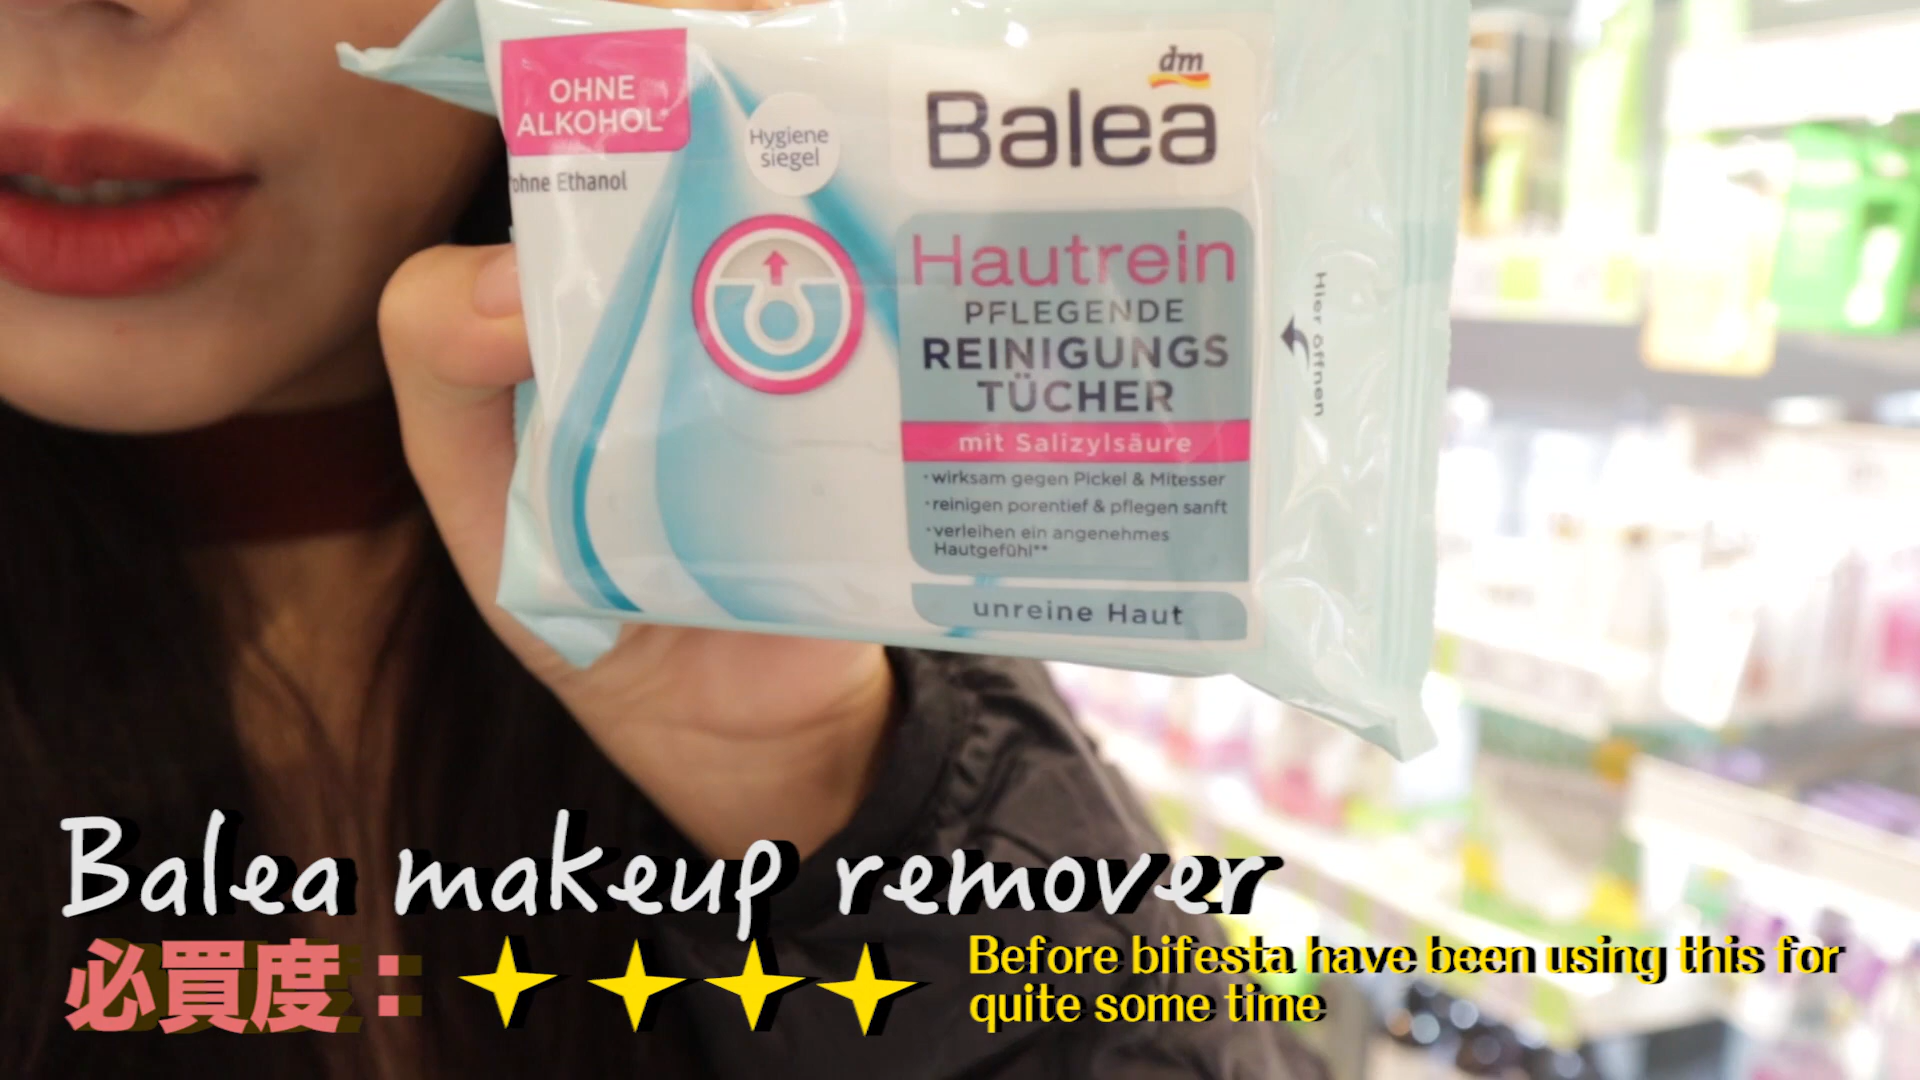 OHNE
ALKOHOL*
*ohne Ethanol
Hygiene
siegel
dm
Balea
Hautrein
PFLEGENDE
REINIGUNGS
TÜCHER
mit Salizylsäure
· wirksam gegen Pickel & Mitesser
· reinigen porentief & pflegen sanft
· verleihen ein angenehmes
Hautgefühl**
unreine Haut
Hier öffnen
Balea makeup remover
必買度：
Before bifesta have been using this for
quite some time